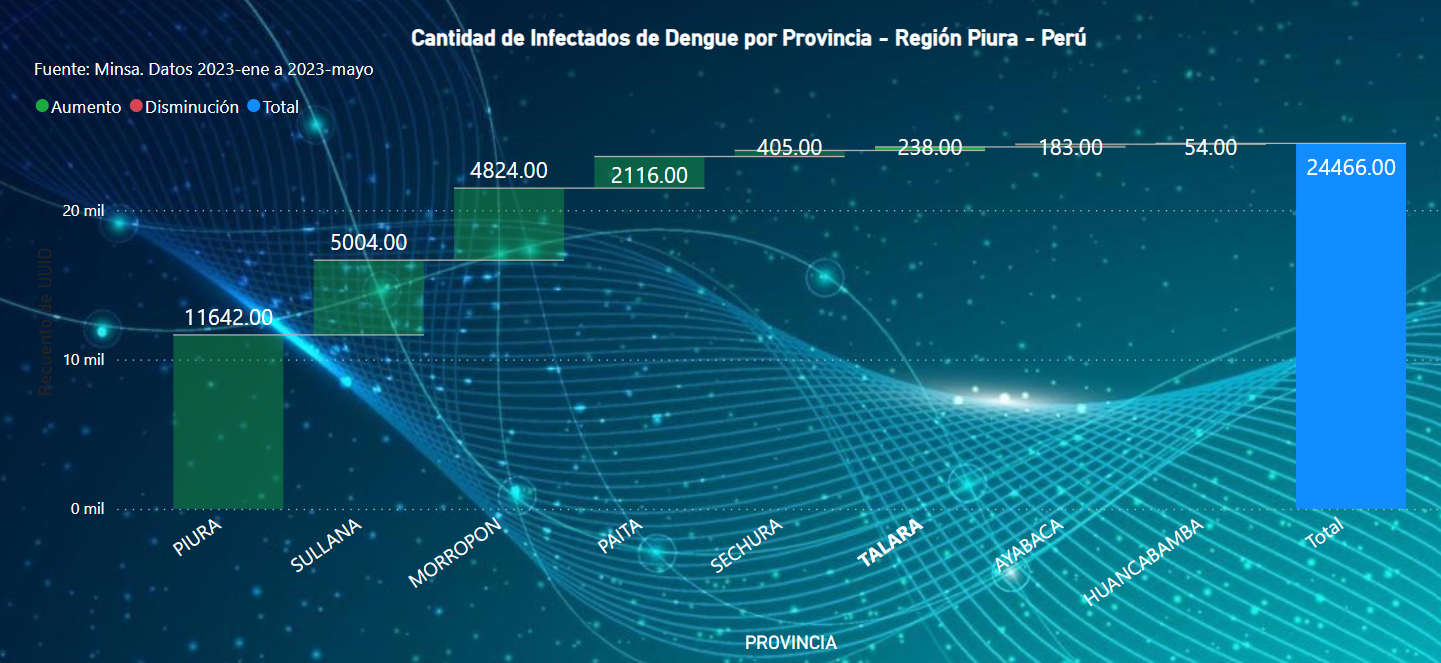 Cantidad de Infectados de Dengue por Provincia - Región Piura - Perú
Fuente: Minsa. Datos 2023-ene a 2023-mayo
Aumento Disminución Total
405.00 238.00 183.00 54.00
4824.00 2116.00 24466.00
20 mil
5004.00
11642.00
Recuento de UUID
10 mil
0 mil
PIURA SULLANA MORROPON PAITA SECHURA TALARA AYABACA HUANCABAMBA Total
PROVINCIA